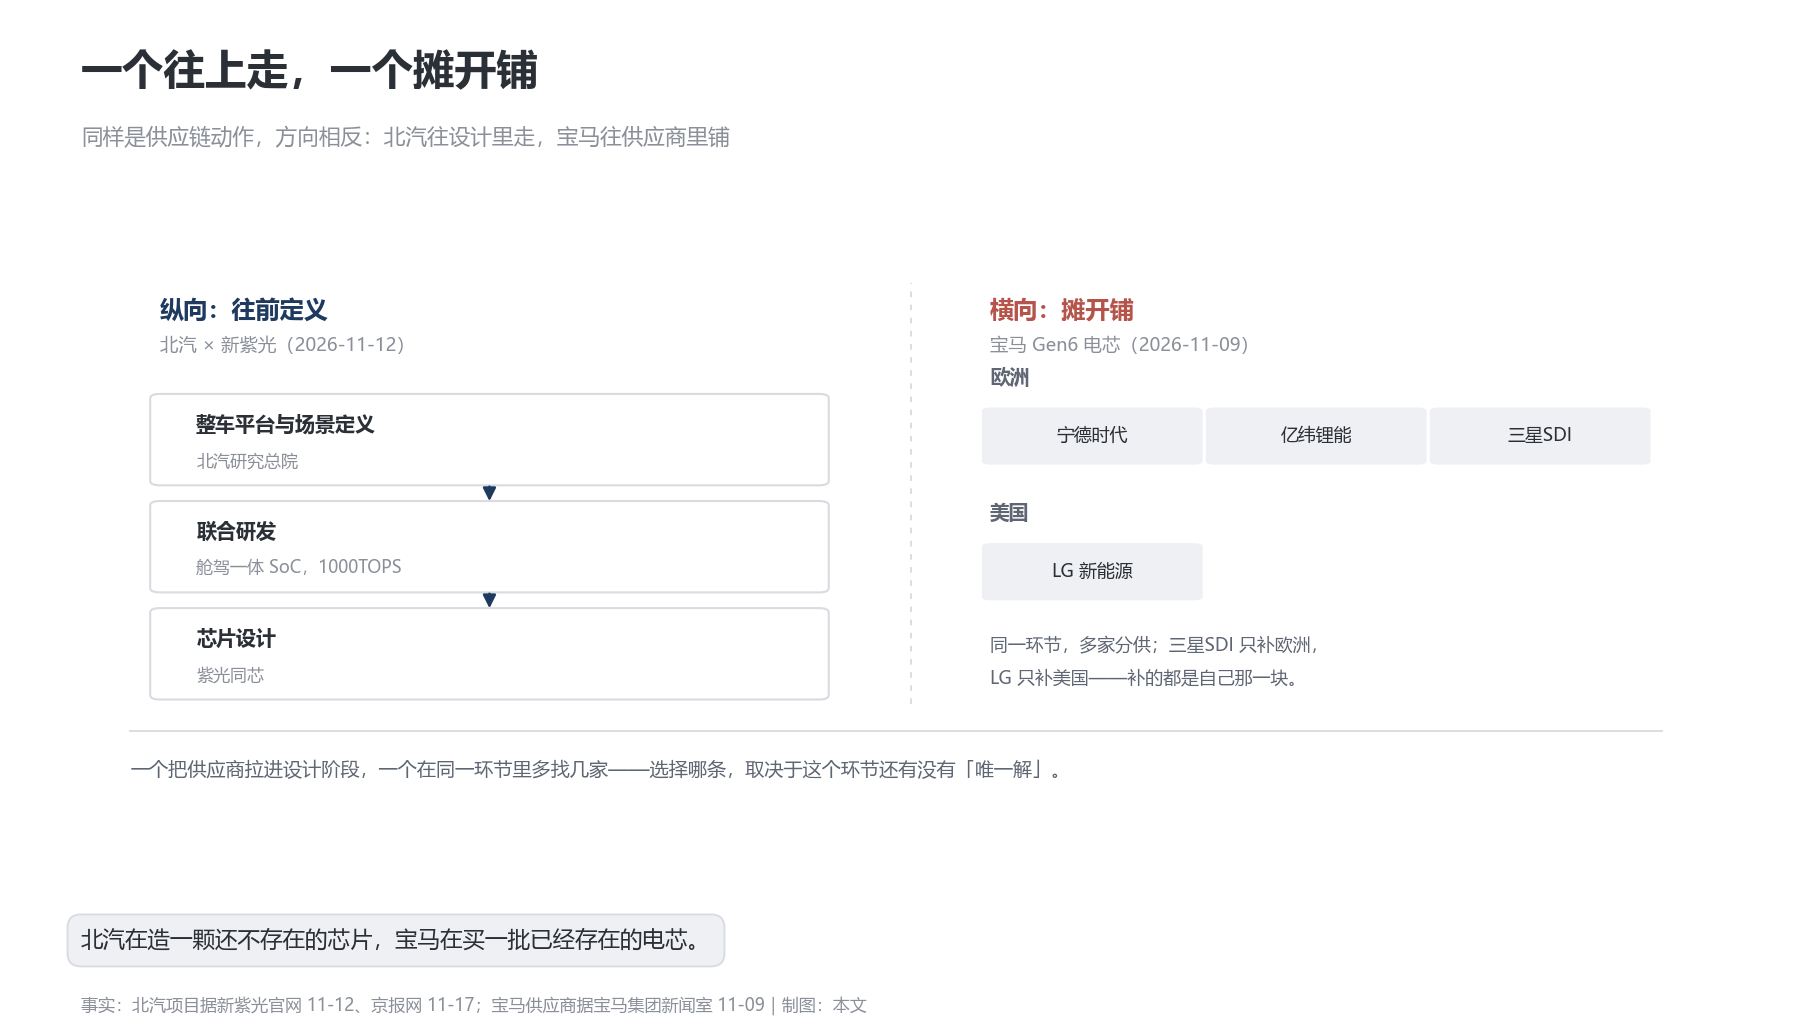 一个往上走，一个摊开铺
同样是供应链动作，方向相反：北汽往设计里走，宝马往供应商里铺
纵向：往前定义
北汽 × 新紫光（2026-11-12）
整车平台与场景定义
北汽研究总院
联合研发
舱驾一体 SoC，1000TOPS
芯片设计
紫光同芯
横向：摊开铺
宝马 Gen6 电芯（2026-11-09）
欧洲
宁德时代
亿纬锂能
三星SDI
美国
LG 新能源
同一环节，多家分供；三星SDI 只补欧洲，
LG 只补美国——补的都是自己那一块。
一个把供应商拉进设计阶段，一个在同一环节里多找几家——选择哪条，取决于这个环节还有没有「唯一解」。
北汽在造一颗还不存在的芯片，宝马在买一批已经存在的电芯。
事实：北汽项目据新紫光官网 11-12、京报网 11-17；宝马供应商据宝马集团新闻室 11-09 | 制图：本文